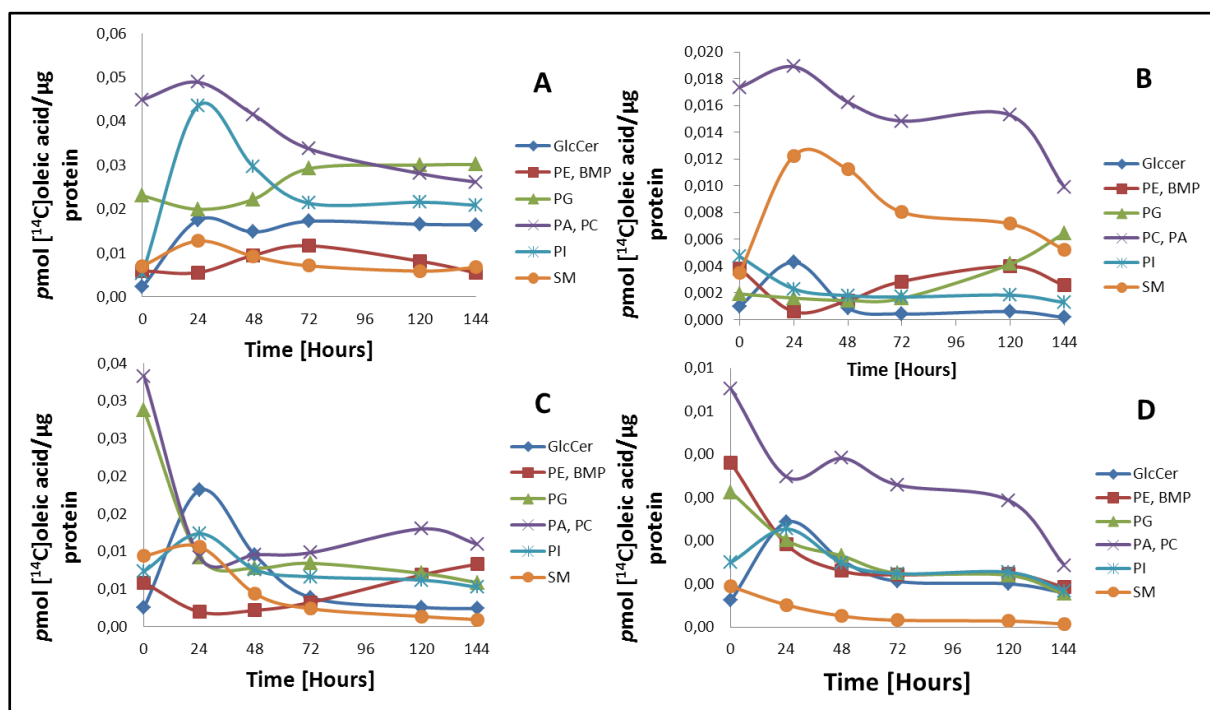 A
pmol [¹⁴C]oleic acid/µg
protein
0,06
0,05
0,04
0,03
0,02
0,01
0,00
0 24 48 72 96 120 144
Time [Hours]
GlcCer
PE, BMP
PG
PA, PC
PI
SM
B
pmol [¹⁴C]oleic acid/µg
protein
0,020
0,018
0,016
0,014
0,012
0,010
0,008
0,006
0,004
0,002
0,000
0 24 48 72 96 120 144
Time [Hours]
Glccer
PE, BMP
PG
PC, PA
PI
SM
C
pmol [¹⁴C]oleic acid/µg
protein
0,04
0,03
0,03
0,02
0,02
0,01
0,01
0,00
0 24 48 72 96 120 144
Time [Hours]
GlcCer
PE, BMP
PG
PA, PC
PI
SM
D
pmol [¹⁴C]oleic acid/µg
protein
0,01
0,01
0,00
0,00
0,00
0,00
0,00
0 24 48 72 96 120 144
Time [Hours]
GlcCer
PE, BMP
PG
PA, PC
PI
SM